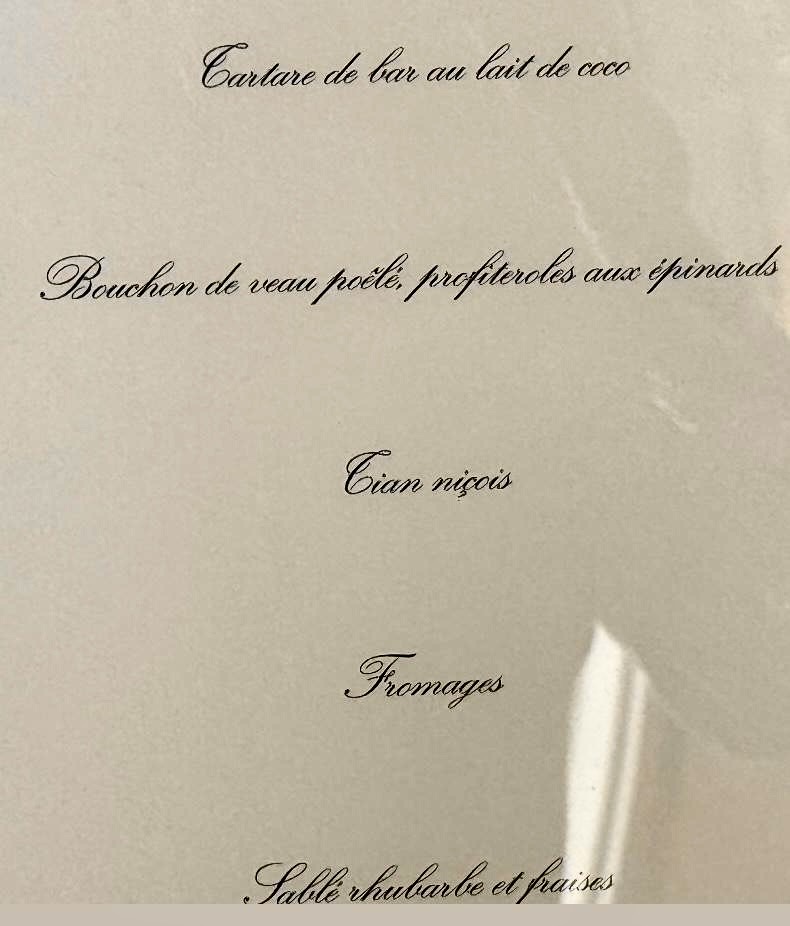 Tartare de bar au lait de coco
Bouchon de veau poêlé, profiteroles aux épinards
Tian niçois
Fromages
Sablé rhubarbe et fraises